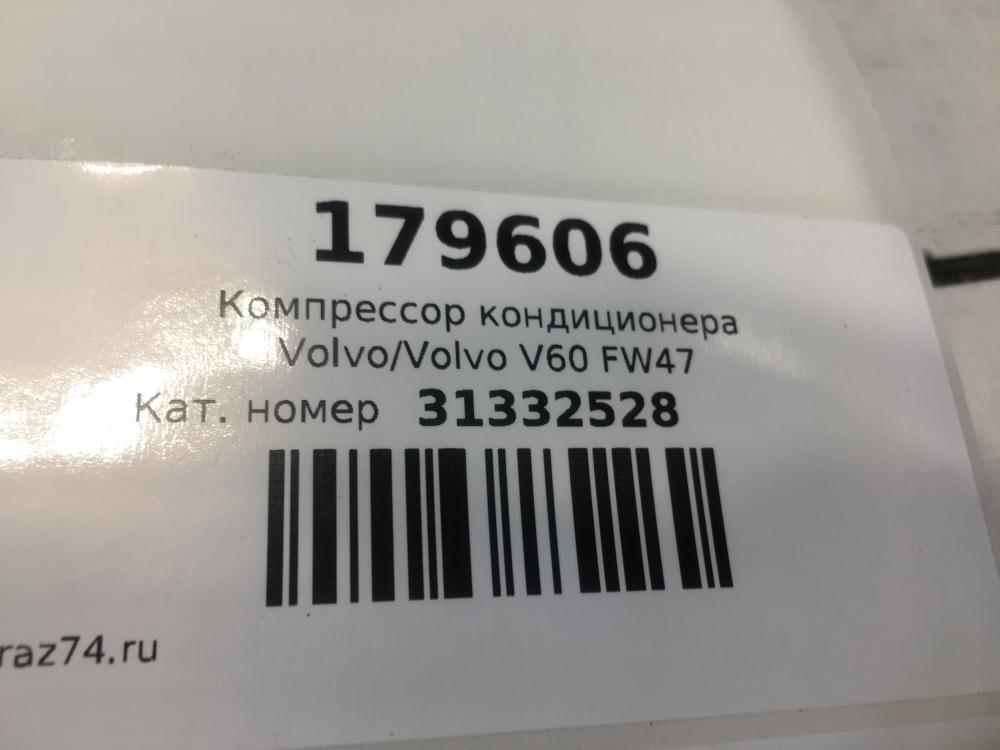 179606
Компрессор кондиционера
Volvo/Volvo V60 FW47
Кат. номер 31332528
raz74.ru